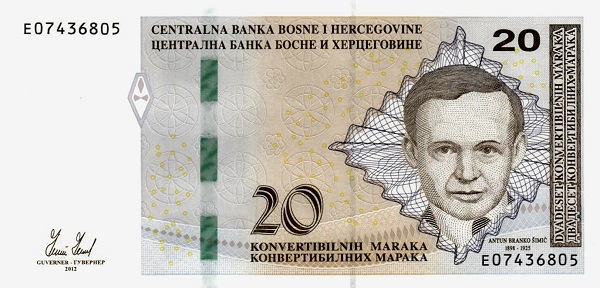 E07436805
CENTRALNA BANKA BOSNE I HERCEGOVINE
ЦЕНТРАЛНА БАНКА БОСНЕ И ХЕРЦЕГОВИНЕ
20
DVADESET KONVERTIBILNIH MARAKA
ДВАДЕСЕТ КОНВЕРТИБИЛНИХ МАРАКА
20
KONVERTIBILNIH MARAKA
КОНВЕРТИБИЛНИХ МАРАКА
ANTUN BRANKO ŠIMIĆ
1898 - 1925
E07436805
GUVERNER - ГУВЕРНЕР
2012